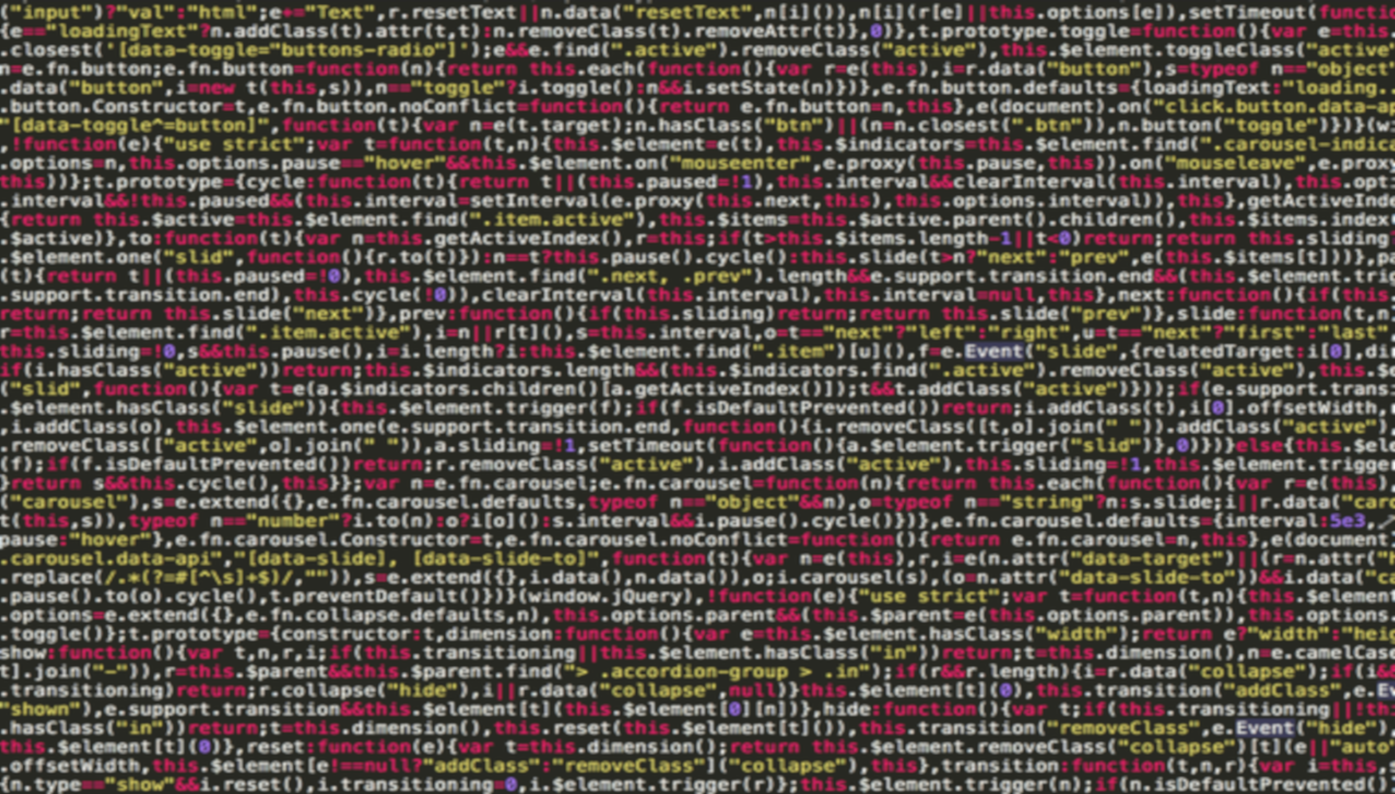 ("input")?"val":"html";e+="Text",r.resetText||n.data("resetText",n[i]()),n[i](r[e]||this.options[e]),setTimeout(functi
{e=="loadingText"?n.addClass(t).attr(t,t):n.removeClass(t).removeAttr(t)},0)},t.prototype.toggle=function(){var e=this
.closest('[data-toggle="buttons-radio"]');e&&e.find(".active").removeClass("active"),this.$element.toggleClass("active
n=e.fn.button;e.fn.button=function(n){return this.each(function(){var r=e(this),i=r.data("button"),s=typeof n=="object"
.data("button",i=new t(this,s)),n=="toggle"?i.toggle():n&&i.setState(n)})},e.fn.button.defaults={loadingText:"loading.
.button.Constructor=t,e.fn.button.noConflict=function(){return e.fn.button=n,this},e(document).on("click.button.data-a
"[data-toggle^=button]",function(t){var n=e(t.target);n.hasClass("btn")||(n=n.closest(".btn")),n.button("toggle")})}(w
,!function(e){"use strict";var t=function(t,n){this.$element=e(t),this.$indicators=this.$element.find(".carousel-indic
.options=n,this.options.pause=="hover"&&this.$element.on("mouseenter",e.proxy(this.pause,this)).on("mouseleave",e.prox
this))};t.prototype={cycle:function(t){return t||(this.paused=!1),this.interval&&clearInterval(this.interval),this.opt
.interval&&!this.paused&&(this.interval=setInterval(e.proxy(this.next,this),this.options.interval)),this},getActiveInd
{return this.$active=this.$element.find(".item.active"),this.$items=this.$active.parent().children(),this.$items.index
.$active)},to:function(t){var n=this.getActiveIndex(),r=this;if(t>this.$items.length-1||t<0)return;return this.sliding
.$element.one("slid",function(){r.to(t)}):n==t?this.pause().cycle():this.slide(t>n?"next":"prev",e(this.$items[t]))},pa
(t){return t||(this.paused=!0),this.$element.find(".next, .prev").length&&e.support.transition.end&&(this.$element.tri
.support.transition.end),this.cycle(!0)),clearInterval(this.interval),this.interval=null,this},next:function(){if(this
return;return this.slide("next")},prev:function(){if(this.sliding)return;return this.slide("prev")},slide:function(t,n
r=this.$element.find(".item.active"),i=n||r[t](),s=this.interval,o=t=="next"?"left":"right",u=t=="next"?"first":"last"
this.sliding=!0,s&&this.pause(),i=i.length?i:this.$element.find(".item")[u](),f=e.Event("slide",{relatedTarget:i[0],di
if(i.hasClass("active"))return;this.$indicators.length&&(this.$indicators.find(".active").removeClass("active"),this.$
("slid",function(){var t=e(a.$indicators.children()[a.getActiveIndex()]);t&&t.addClass("active")}));if(e.support.trans
.$element.hasClass("slide")){this.$element.trigger(f);if(f.isDefaultPrevented())return;i.addClass(t),i[0].offsetWidth,
i.addClass(o),this.$element.one(e.support.transition.end,function(){i.removeClass([t,o].join(" ")).addClass("active")
removeClass(["active",o].join(" ")),a.sliding=!1,setTimeout(function(){a.$element.trigger("slid")},0)})}else{this.$el
(f);if(f.isDefaultPrevented())return;r.removeClass("active"),i.addClass("active"),this.sliding=!1,this.$element.trigge
}return s&&this.cycle(),this}};var n=e.fn.carousel;e.fn.carousel=function(n){return this.each(function(){var r=e(this)
("carousel"),s=e.extend({},e.fn.carousel.defaults,typeof n=="object"&&n),o=typeof n=="string"?n:s.slide;i||r.data("car
t(this,s)),typeof n=="number"?i.to(n):o?i[o]():s.interval&&i.pause().cycle()})},e.fn.carousel.defaults={interval:5e3,
pause:"hover"},e.fn.carousel.Constructor=t,e.fn.carousel.noConflict=function(){return e.fn.carousel=n,this},e(document
.carousel.data-api","[data-slide], [data-slide-to]",function(t){var n=e(this),r,i=e(n.attr("data-target")||(r=n.attr("
.replace(/.*(?=#[^\s]+$)/,"")),s=e.extend({},i.data(),n.data()),o;i.carousel(s),(o=n.attr("data-slide-to"))&&i.data("c
pause().to(o).cycle(),t.preventDefault()})}(window.jQuery),!function(e){"use strict";var t=function(t,n){this.$elemen
.options=e.extend({},e.fn.collapse.defaults,n),this.options.parent&&(this.$parent=e(this.options.parent)),this.options
.toggle()};t.prototype={constructor:t,dimension:function(){var e=this.$element.hasClass("width");return e?"width":"hei
show:function(){var t,n,r,i;if(this.transitioning||this.$element.hasClass("in"))return;t=this.dimension(),n=e.camelCas
t].join("-")),r=this.$parent&&this.$parent.find("> .accordion-group > .in");if(r&&r.length){i=r.data("collapse");if(i&
.transitioning)return;r.collapse("hide"),i||r.data("collapse",null)}this.$element[t](0),this.transition("addClass",e.E
"shown"),e.support.transition&&this.$element[t](this.$element[0][n])},hide:function(){var t;if(this.transitioning||!th
.hasClass("in"))return;t=this.dimension(),this.reset(this.$element[t]()),this.transition("removeClass",e.Event("hide")
this.$element[t](0)},reset:function(e){var t=this.dimension();return this.$element.removeClass("collapse")[t](e||"auto
.offsetWidth,this.$element[e!==null?"addClass":"removeClass"]("collapse"),this},transition:function(t,n,r){var i=this,
{n.type=="show"&&i.reset(),i.transitioning=0,i.$element.trigger(r)};this.$element.trigger(n);if(n.isDefaultPrevented()